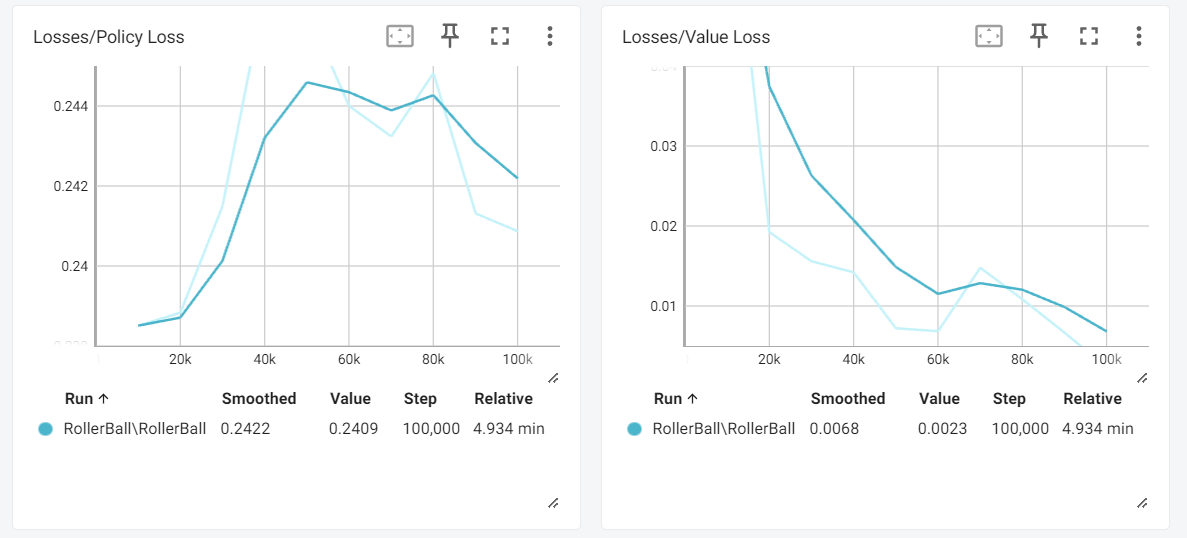 Losses/Policy Loss
0.244
0.242
0.24
20k 40k 60k 80k 100k
Run ↑ Smoothed Value Step Relative
RollerBall\RollerBall 0.2422 0.2409 100,000 4.934 min
Losses/Value Loss
0.04
0.03
0.02
0.01
20k 40k 60k 80k 100k
Run ↑ Smoothed Value Step Relative
RollerBall\RollerBall 0.0068 0.0023 100,000 4.934 min